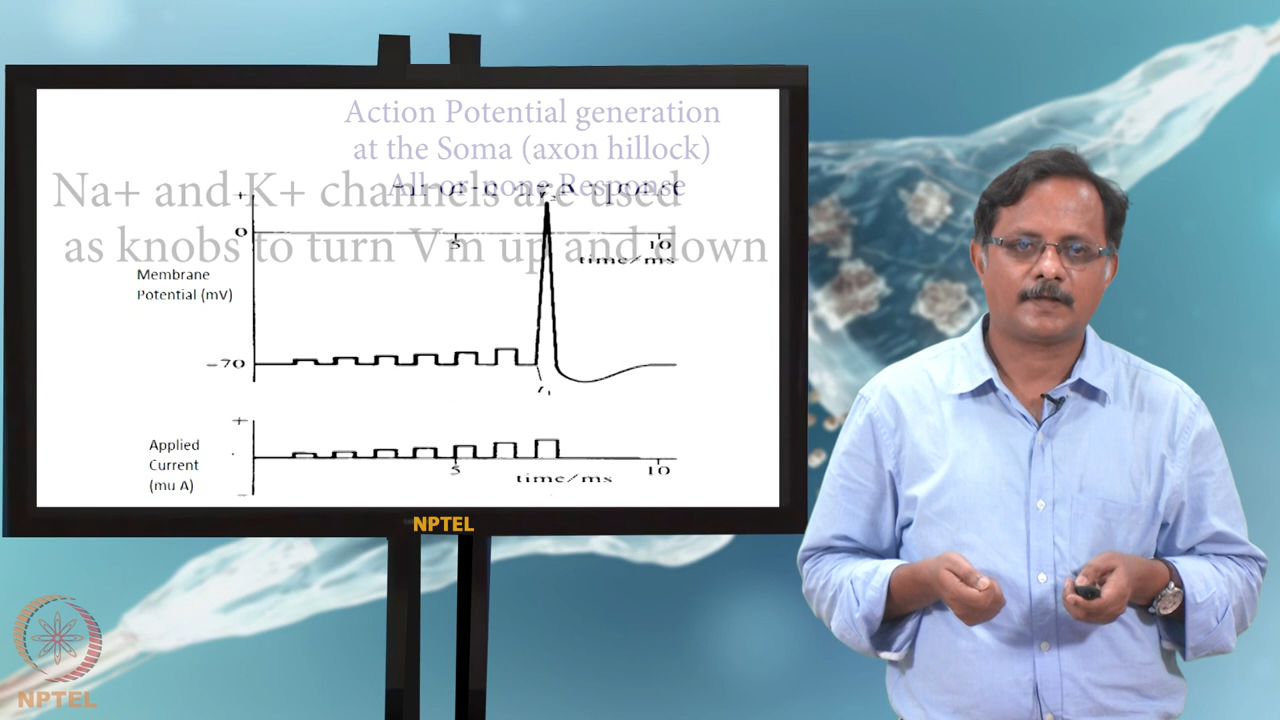 Action Potential generation
at the Soma (axon hillock)
All-or-none Response
Na+ and K+ channels are used
as knobs to turn Vm up and down
+
0
5
10
time/ms
Membrane
Potential (mV)
-70
+
Applied
Current
(mu A)
5
10
time/ms
-
NPTEL
NPTEL